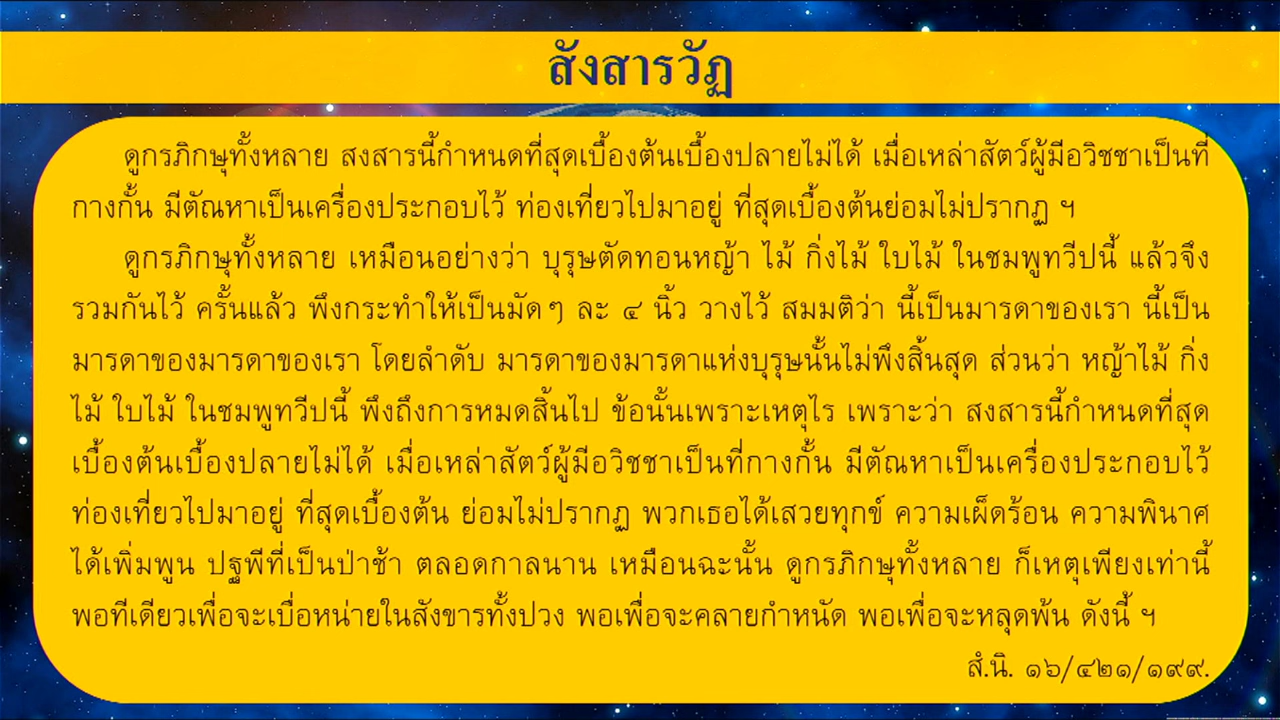 สังสารวัฏ
ดูกรภิกษุทั้งหลาย สงสารนี้กำหนดที่สุดเบื้องต้นเบื้องปลายไม่ได้ เมื่อเหล่าสัตว์ผู้มีอวิชชาเป็นที่
กางกั้น มีตัณหาเป็นเครื่องประกอบไว้ ท่องเที่ยวไปมาอยู่ ที่สุดเบื้องต้นย่อมไม่ปรากฏ ฯ
ดูกรภิกษุทั้งหลาย เหมือนอย่างว่า บุรุษตัดทอนหญ้า ไม้ กิ่งไม้ ใบไม้ ในชมพูทวีปนี้ แล้วจึง
รวมกันไว้ ครั้นแล้ว พึงกระทำให้เป็นมัดๆ ละ ๔ นิ้ว วางไว้ สมมติว่า นี้เป็นมารดาของเรา นี้เป็น
มารดาของมารดาของเรา โดยลำดับ มารดาของมารดาแห่งบุรุษนั้นไม่พึงสิ้นสุด ส่วนว่า หญ้าไม้ กิ่ง
ไม้ ใบไม้ ในชมพูทวีปนี้ พึงถึงการหมดสิ้นไป ข้อนั้นเพราะเหตุไร เพราะว่า สงสารนี้กำหนดที่สุด
เบื้องต้นเบื้องปลายไม่ได้ เมื่อเหล่าสัตว์ผู้มีอวิชชาเป็นที่กางกั้น มีตัณหาเป็นเครื่องประกอบไว้
ท่องเที่ยวไปมาอยู่ ที่สุดเบื้องต้น ย่อมไม่ปรากฏ พวกเธอได้เสวยทุกข์ ความเผ็ดร้อน ความพินาศ
ได้เพิ่มพูน ปฐพีที่เป็นป่าช้า ตลอดกาลนาน เหมือนฉะนั้น ดูกรภิกษุทั้งหลาย ก็เหตุเพียงเท่านี้
พอทีเดียวเพื่อจะเบื่อหน่ายในสังขารทั้งปวง พอเพื่อจะคลายกำหนัด พอเพื่อจะหลุดพ้น ดังนี้ ฯ
สํ.นิ. ๑๖/๔๒๑/๑๙๙.